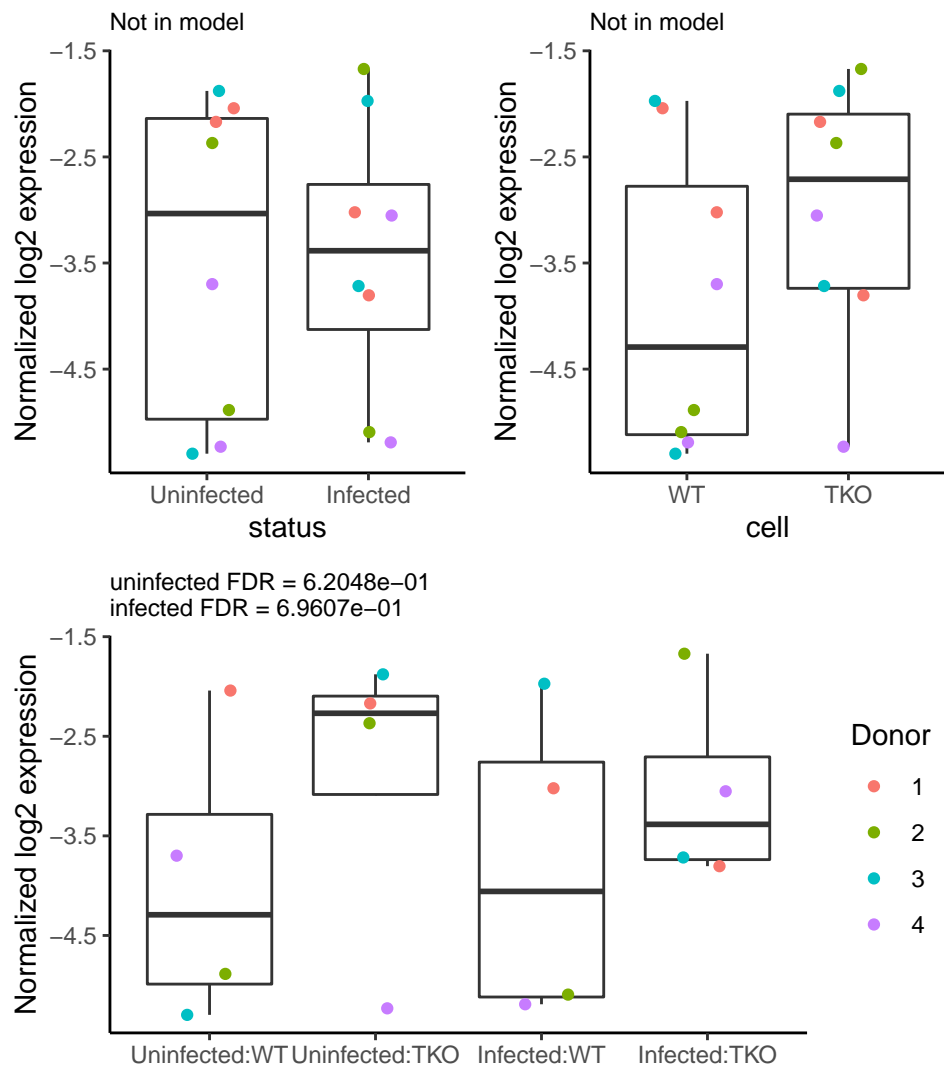 Not in model
Normalized log2 expression
−1.5
−2.5
−3.5
−4.5
Uninfected
Infected
status
Not in model
Normalized log2 expression
−1.5
−2.5
−3.5
−4.5
WT
TKO
cell
uninfected FDR = 6.2048e−01
infected FDR = 6.9607e−01
Normalized log2 expression
−1.5
−2.5
−3.5
−4.5
Uninfected:WT
Uninfected:TKO
Infected:WT
Infected:TKO
Donor
1
2
3
4